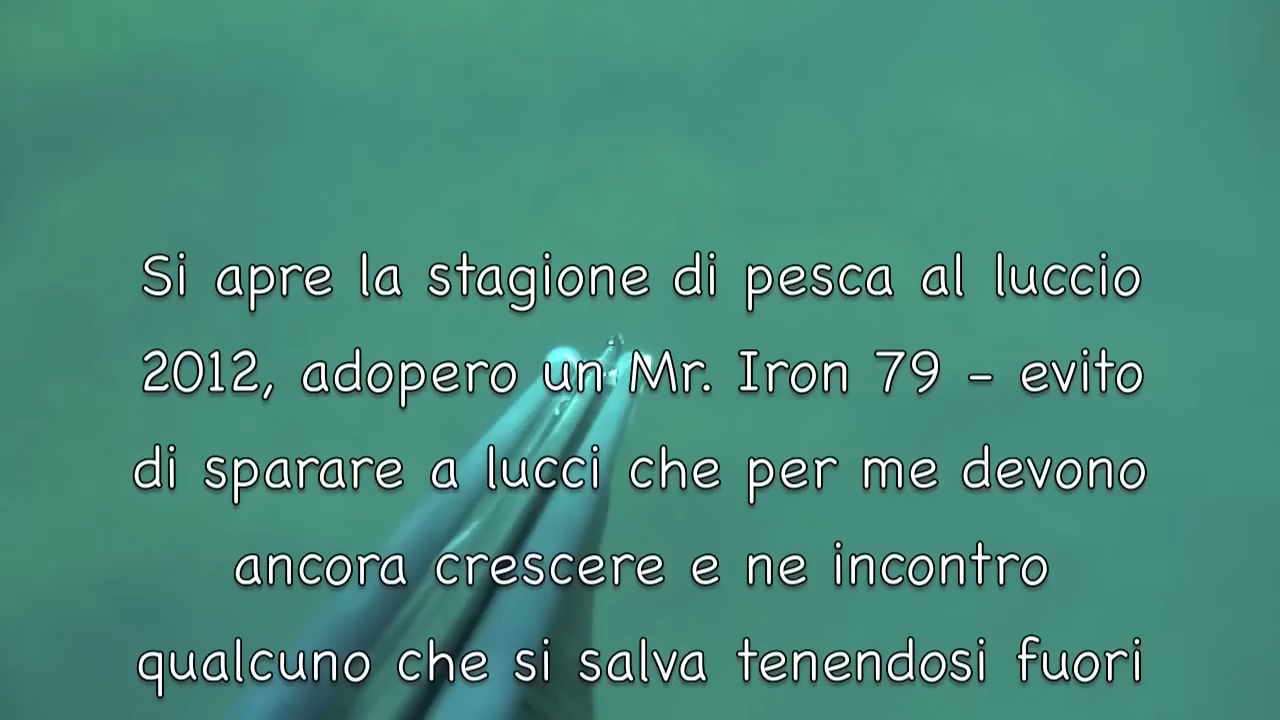 Si apre la stagione di pesca al luccio
2012, adopero un Mr. Iron 79 - evito
di sparare a lucci che per me devono
ancora crescere e ne incontro
qualcuno che si salva tenendosi fuori